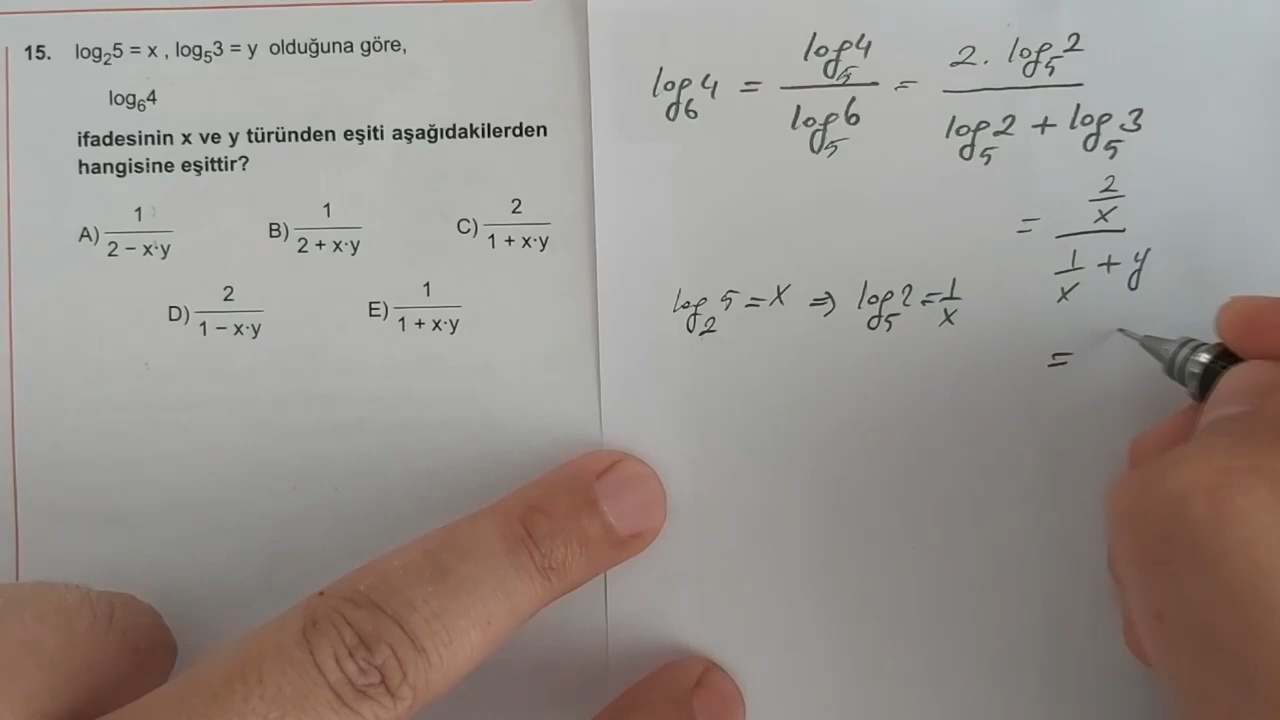 15. log₂5 = x , log₅3 = y olduğuna göre,
log₆4
ifadesinin x ve y türünden eşiti aşağıdakilerden
hangisine eşittir?
A) 1/(2 − x·y) B) 1/(2 + x·y) C) 2/(1 + x·y)
D) 2/(1 − x·y) E) 1/(1 + x·y)
log₆4 = log₅4/log₅6 = 2. log₅2/(log₅2 + log₅3)
= (2/x)/(1/x + y)
log₂5 = x ⇒ log₅2 = 1/x
=